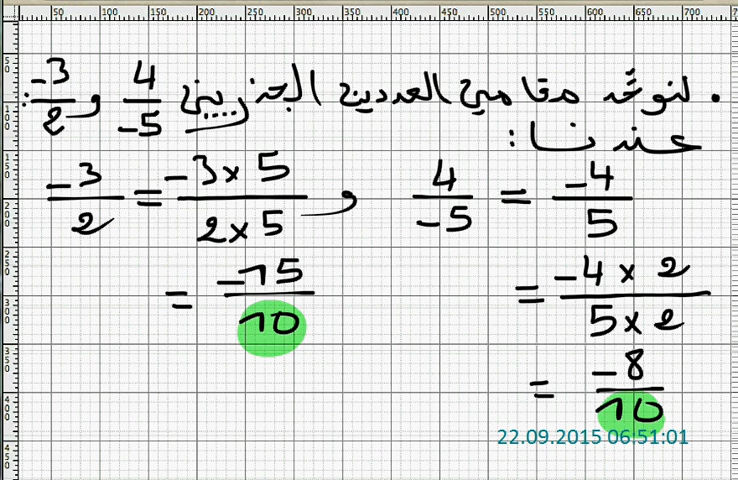 . لنوحّد مقامي العددين الجذريين 4/-5 و -3/2:
عندنا :
4/-5 = -4/5 و -3/2 = -3×5/2×5
= -4×2/5×2
= -15/10
= -8/10
22.09.2015 06:51:01